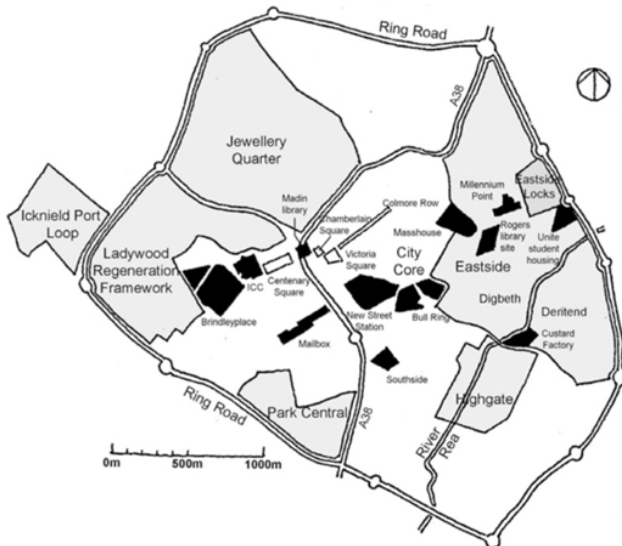 Ring Road
A38
Jewellery
Quarter
Icknield Port
Loop
Ladywood
Regeneration
Framework
Madin
library
Chamberlain
Square
Colmore Row
Millennium
Point
Eastside
Locks
Masshouse
Rogers
library
site
Unite
student
housing
Victoria
Square
City
Core
Eastside
ICC
Centenary
Square
Brindleyplace
New Street
Station
Bull Ring
Digbeth
Deritend
Mailbox
Custard
Factory
Southside
Highgate
Park Central
Ring Road
A38
River
Rea
0m
500m
1000m